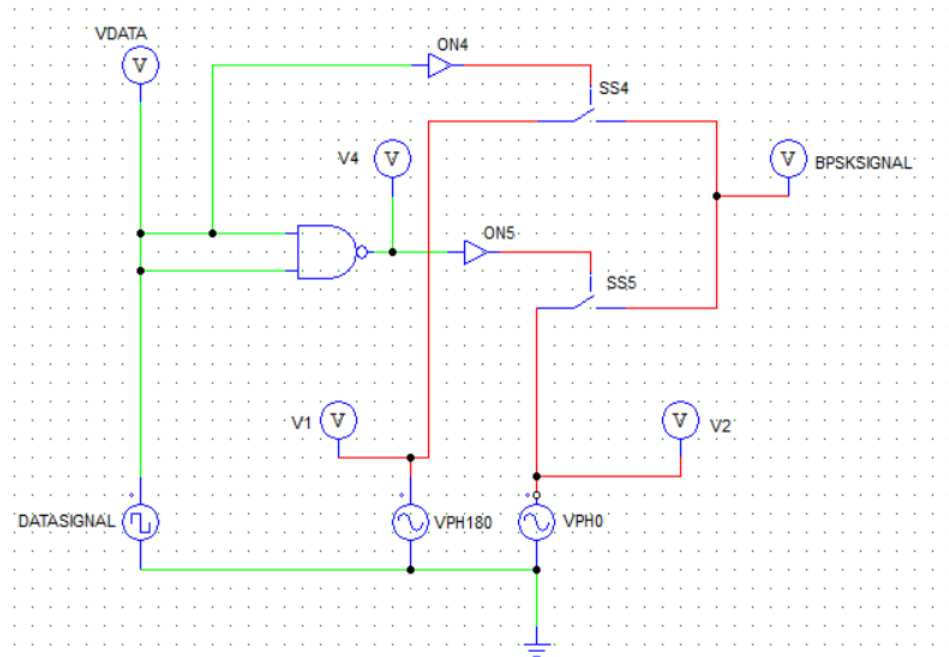 VDATA
V
ON4
SS4
V4
V
V
BPSKSIGNAL
ON5
SS5
V1
V
V
V2
DATASIGNAL
VPH180
VPH0